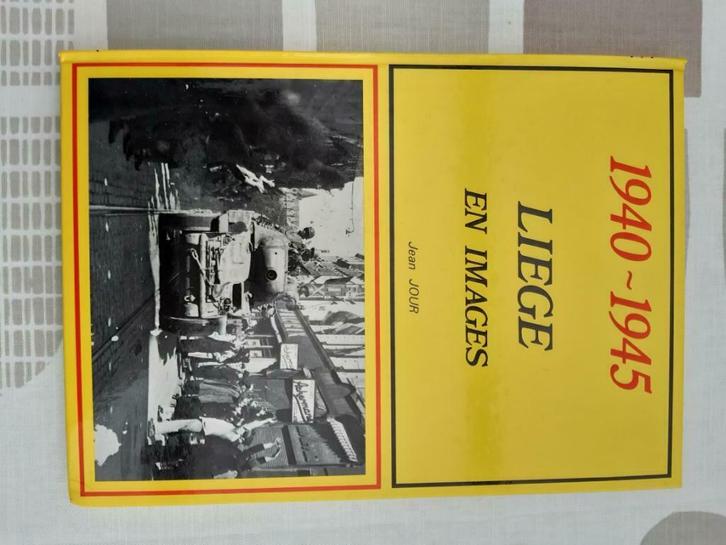 1940~1945
LIEGE
EN IMAGES
Jean JOUR